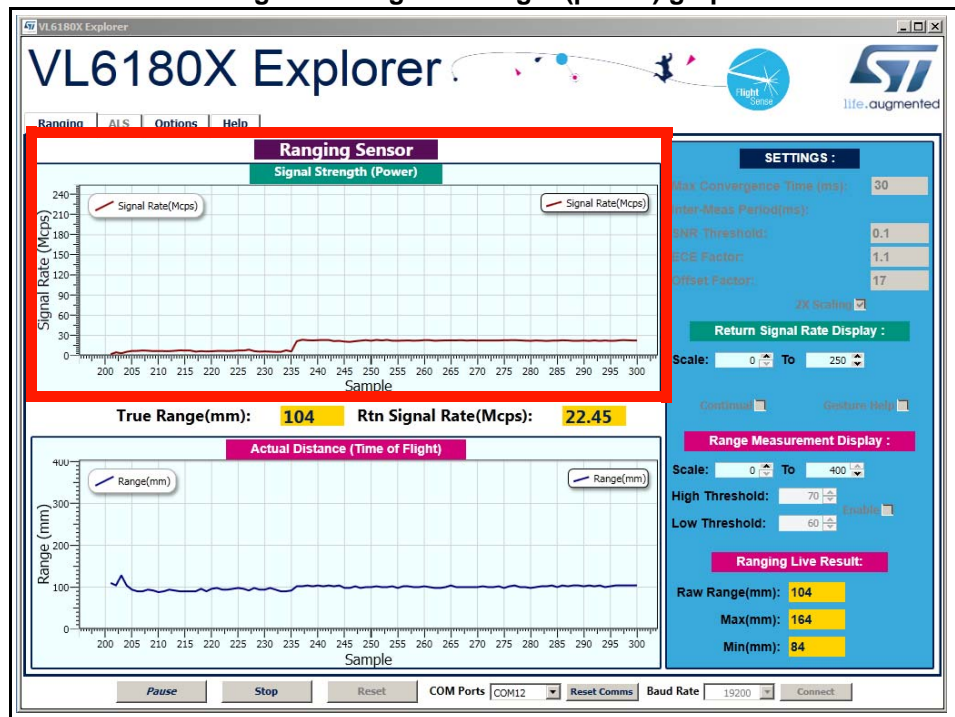 VL6180X Explorer
VL6180X Explorer
Flight
Sense
ST
life.augmented
Ranging ALS Options Help
Ranging Sensor
Signal Strength (Power)
Signal Rate(Mcps) Signal Rate(Mcps)
Signal Rate (Mcps)
240
210
180
150
120
90
60
30
0
200 205 210 215 220 225 230 235 240 245 250 255 260 265 270 275 280 285 290 295 300
Sample
True Range(mm): 104 Rtn Signal Rate(Mcps): 22.45
Actual Distance (Time of Flight)
Range(mm) Range(mm)
Range (mm)
400
300
200
100
0
200 205 210 215 220 225 230 235 240 245 250 255 260 265 270 275 280 285 290 295 300
Sample
SETTINGS :
Max Convergence Time (ms): 30
Inter-Meas Period(ms):
SNR Threshold: 0.1
ECE Factor: 1.1
Offset Factor: 17
2X Scaling
Return Signal Rate Display :
Scale: 0 To 250
Continual Gesture Help
Range Measurement Display :
Scale: 0 To 400
High Threshold: 70
Enable
Low Threshold: 60
Ranging Live Result:
Raw Range(mm): 104
Max(mm): 164
Min(mm): 84
Pause Stop Reset COM Ports COM12 Reset Comms Baud Rate 19200 Connect